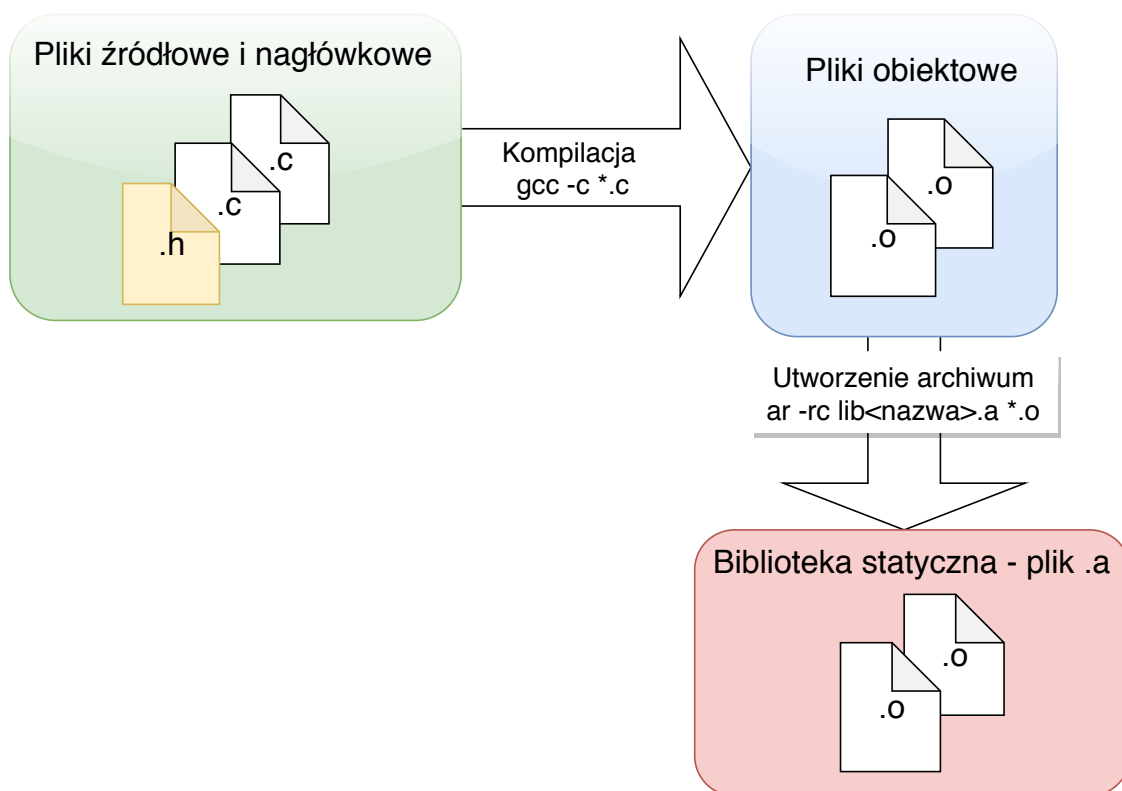 Pliki źródłowe i nagłówkowe
.c
.c
.h
Kompilacja
gcc -c *.c
Pliki obiektowe
.o
.o
Utworzenie archiwum
ar -rc lib<nazwa>.a *.o
Biblioteka statyczna - plik .a
.o
.o